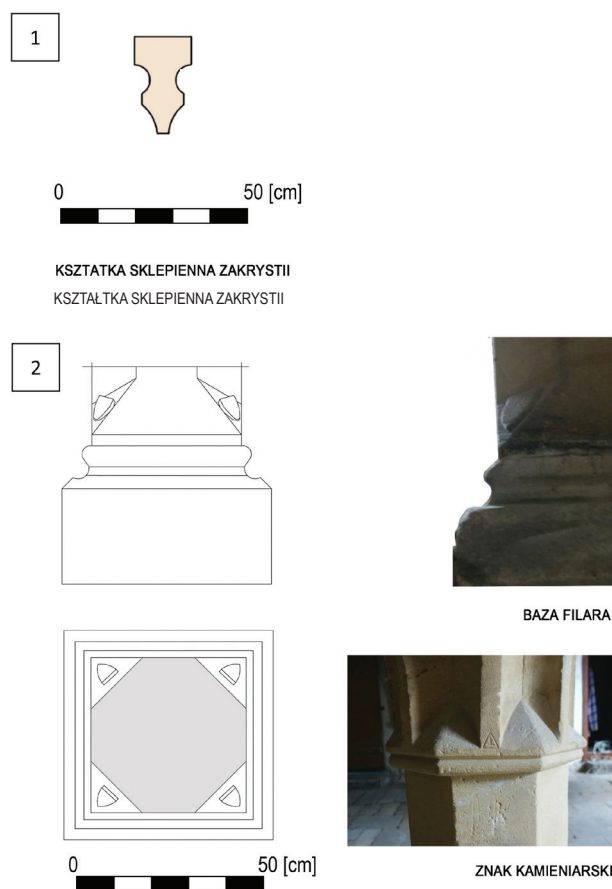 1
0 50 [cm]
KSZTATKA SKLEPIENNA ZAKRYSTII
KSZTAŁTKA SKLEPIENNA ZAKRYSTII
2
BAZA FILARA
0 50 [cm]
ZNAK KAMIENIARSKI